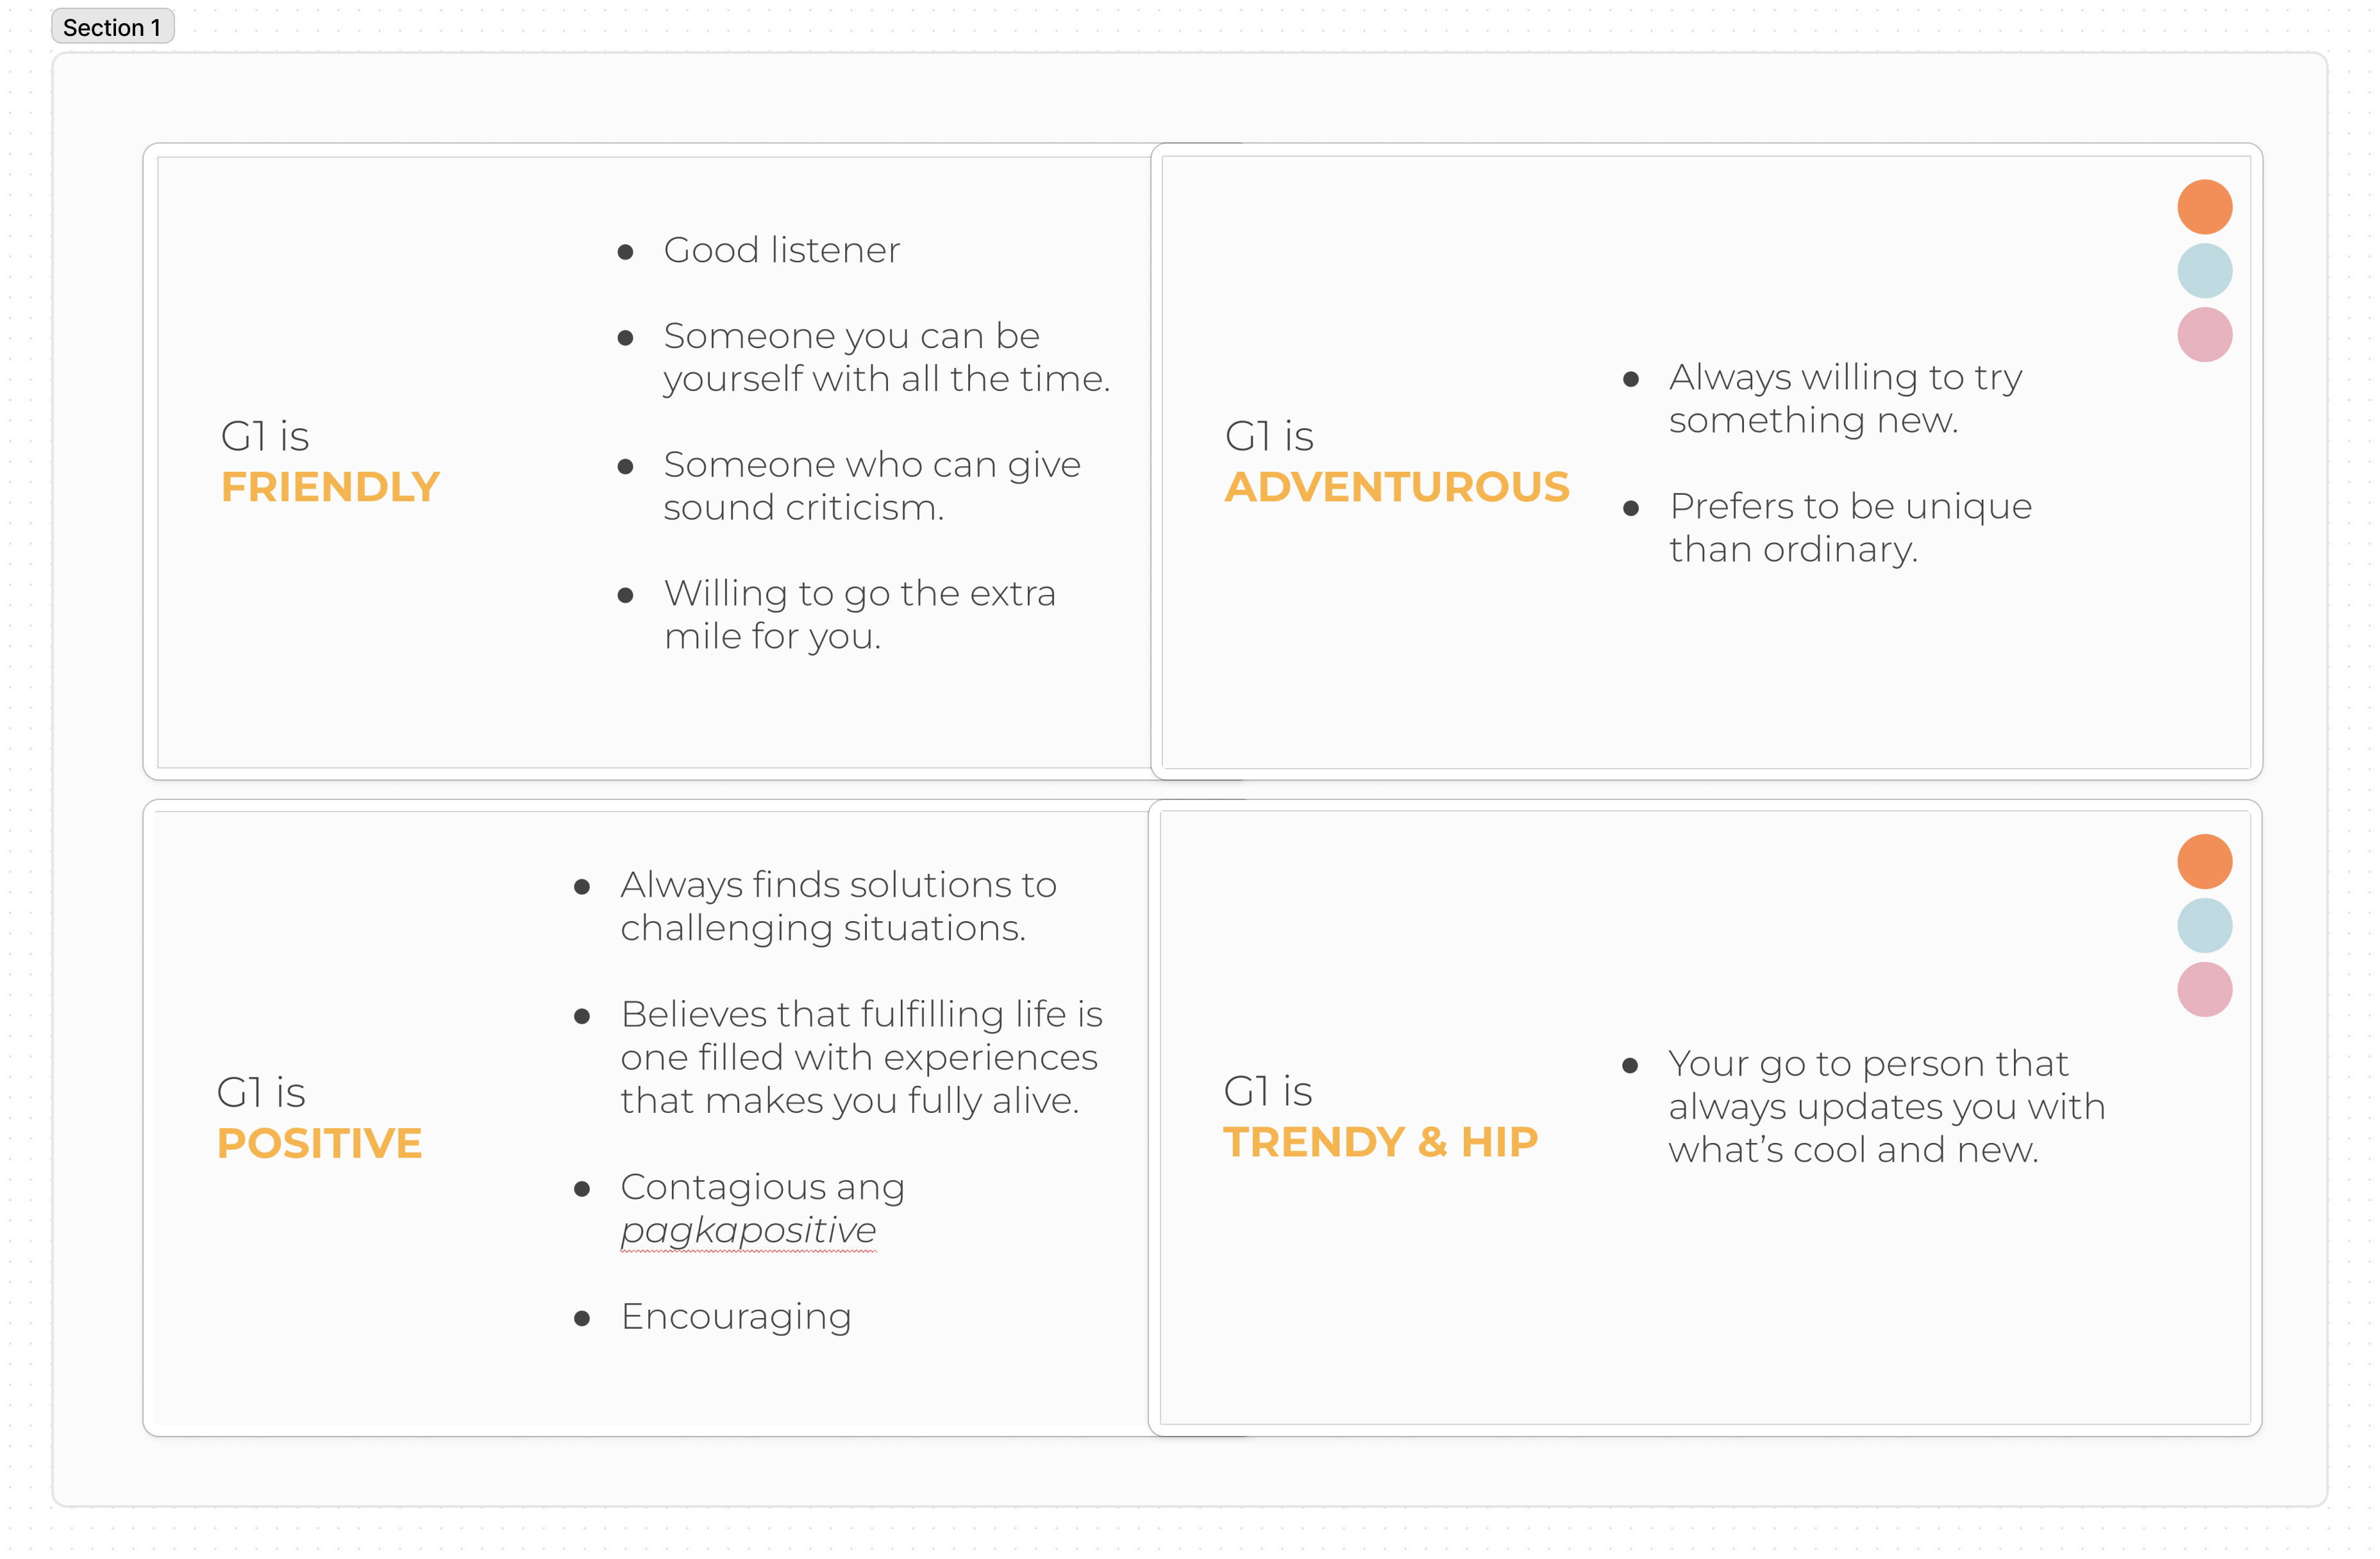 Section 1
G1 is
FRIENDLY
● Good listener
● Someone you can be
yourself with all the time.
● Someone who can give
sound criticism.
● Willing to go the extra
mile for you.
G1 is
ADVENTUROUS
● Always willing to try
something new.
● Prefers to be unique
than ordinary.
G1 is
POSITIVE
● Always finds solutions to
challenging situations.
● Believes that fulfilling life is
one filled with experiences
that makes you fully alive.
● Contagious ang
pagkapositive
● Encouraging
G1 is
TRENDY & HIP
● Your go to person that
always updates you with
what’s cool and new.